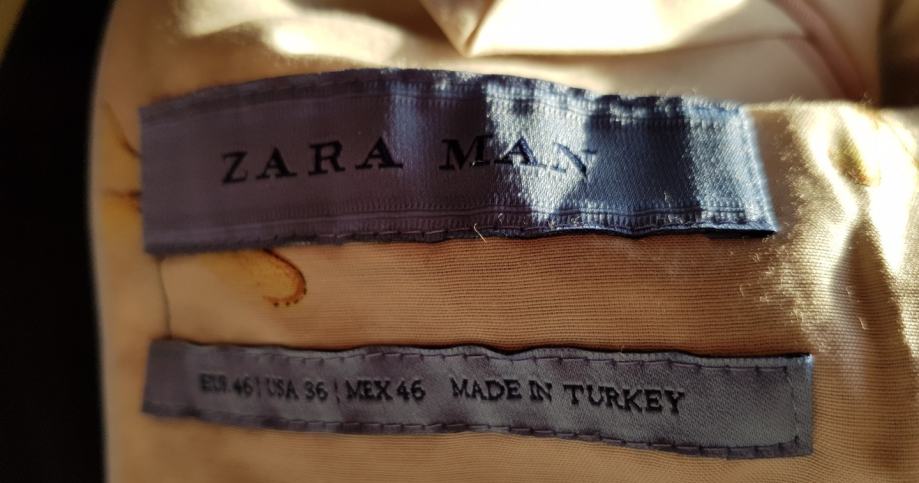 ZARA MAN
EUR 46 | USA 36 | MEX 46 MADE IN TURKEY